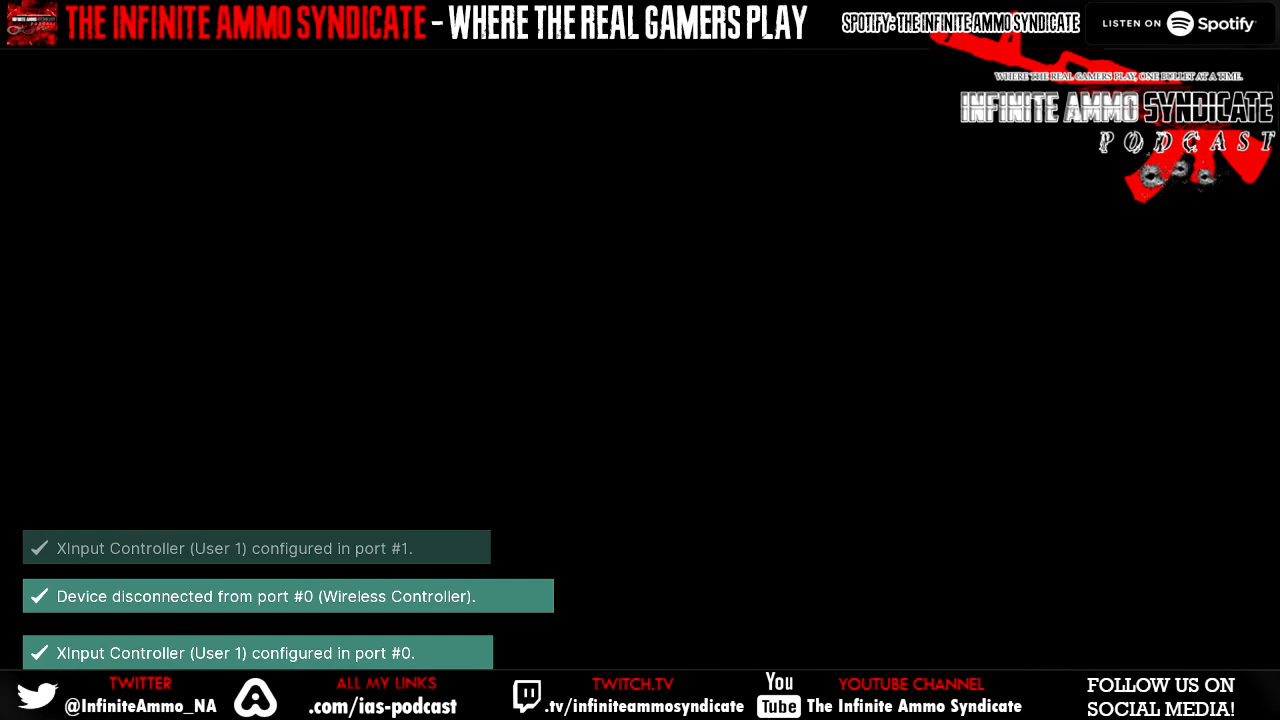 THE INFINITE AMMO SYNDICATE - WHERE THE REAL GAMERS PLAY
SPOTIFY: THE INFINITE AMMO SYNDICATE
LISTEN ON Spotify
WHERE THE REAL GAMERS PLAY, ONE BULLET AT A TIME.
INFINITE AMMO SYNDICATE
PODCAST
XInput Controller (User 1) configured in port #1.
Device disconnected from port #0 (Wireless Controller).
XInput Controller (User 1) configured in port #0.
TWITTER
@InfiniteAmmo_NA
ALL MY LINKS
.com/ias-podcast
TWITCH.TV
.tv/infiniteammosyndicate
You Tube
YOUTUBE CHANNEL
The Infinite Ammo Syndicate
FOLLOW US ON
SOCIAL MEDIA!